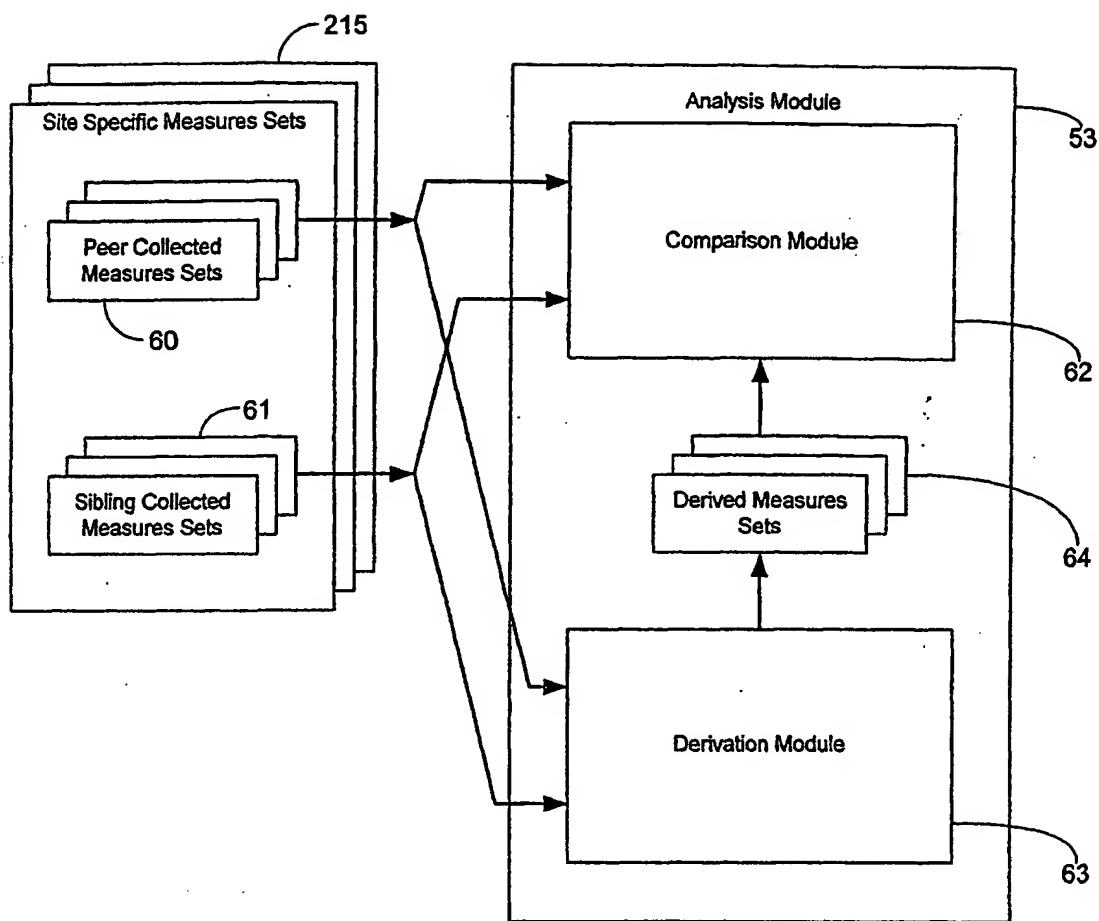 215
Site Specific Measures Sets
Peer Collected
Measures Sets
60
61
Sibling Collected
Measures Sets
Analysis Module
53
Comparison Module
62
Derived Measures
Sets
64
Derivation Module
63